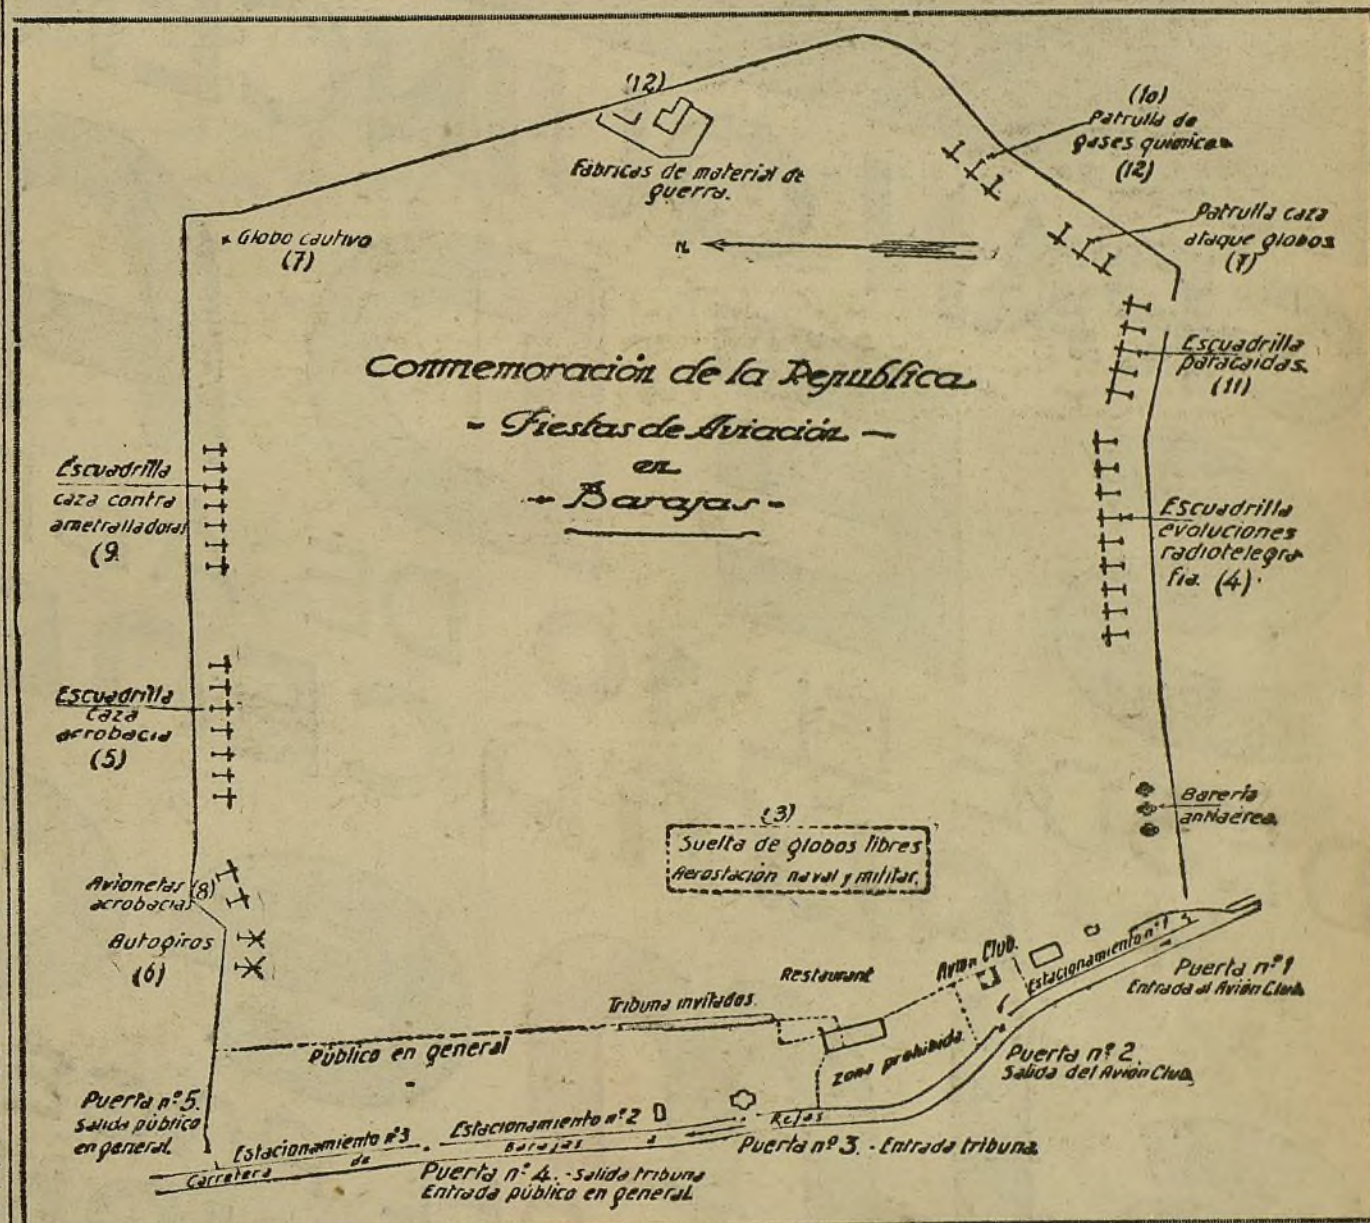 (12)
Fábricas de material de
guerra.
(10)
Patrulla de
gases químicos
(12)
Patrulla caza
ataque globos
(7)
Globo cautivo
(7)
N.
Conmemoración de la Republica
- Fiestas de Aviación -
en
- Barajas -
Escuadrilla
paracaidas.
(11)
Escuadrilla
caza contra
ametralladoras
(9.
Escuadrilla
evoluciones
radiotelegra
fia. (4).
Escuadrilla
caza
acrobacia
(5)
Barería
antiaerea.
(3)
Suelta de globos libres
Aerostación naval y militar.
Avionetas (8)
acrobacias
Autogiros
(6)
Restaurant
Avión Club.
Estacionamiento nº 1
Puerta nº 1
Entrada al Avión Club.
Tribuna invitados.
Público en general
zona prohibida.
Puerta nº 2.
Salida del Avión Club.
Puerta nº 5.
Salida público
en general.
Estacionamiento nº 3
Estacionamiento nº 2
Carretera de Barajas a Rejas
Puerta nº 3. - Entrada tribuna.
Puerta nº 4. - Salida tribuna
Entrada público en general.